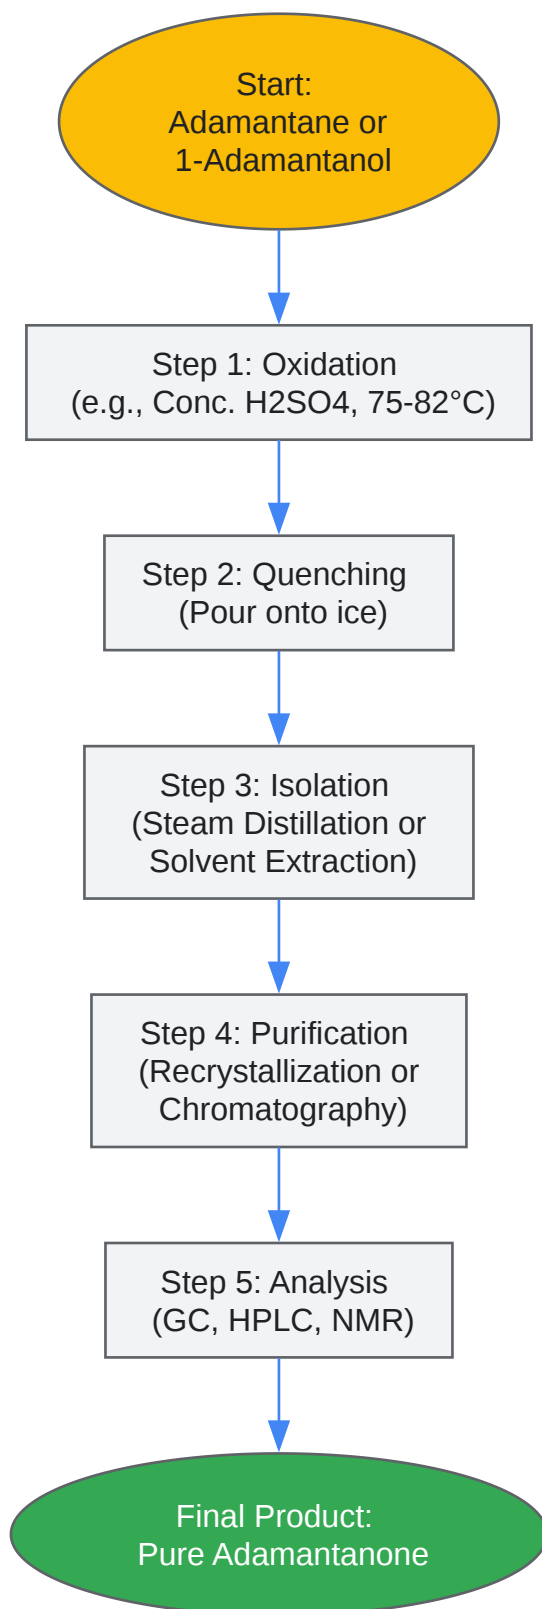 Start:
Adamantane or
1-Adamantanol
Step 1: Oxidation
(e.g., Conc. H2SO4, 75-82°C)
Step 2: Quenching
(Pour onto ice)
Step 3: Isolation
(Steam Distillation or
Solvent Extraction)
Step 4: Purification
(Recrystallization or
Chromatography)
Step 5: Analysis
(GC, HPLC, NMR)
Final Product:
Pure Adamantanone